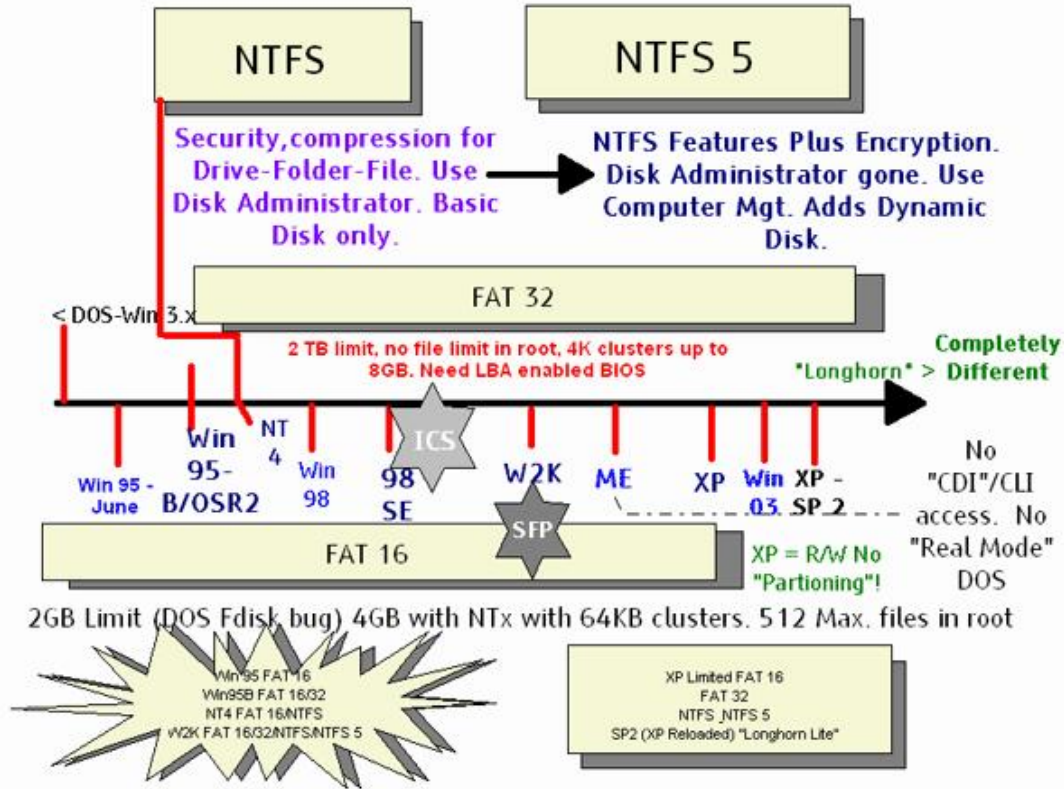 NTFS
NTFS 5
Security,compression for
Drive-Folder-File. Use
Disk Administrator. Basic
Disk only.
NTFS Features Plus Encryption.
Disk Administrator gone. Use
Computer Mgt. Adds Dynamic
Disk.
FAT 32
< DOS-Win 3.x
2 TB limit, no file limit in root, 4K clusters up to
8GB. Need LBA enabled BIOS
"Longhorn" >
Completely
Different
Win 95 -
June
Win
95-
B/OSR2
NT
4
Win
98
98
SE
ICS
W2K
SFP
ME
XP
Win
03
XP -
SP 2
No
"CDI"/CLI
access. No
"Real Mode"
DOS
FAT 16
XP = R/W No
"Partioning"!
2GB Limit (DOS Fdisk bug) 4GB with NTx with 64KB clusters. 512 Max. files in root
Win 95 FAT 16
Win95B FAT 16/32
NT4 FAT 16/NTFS
W2K FAT 16/32/NTFS/NTFS 5
XP Limited FAT 16
FAT 32
NTFS_NTFS 5
SP2 (XP Reloaded) "Longhorn Lite"